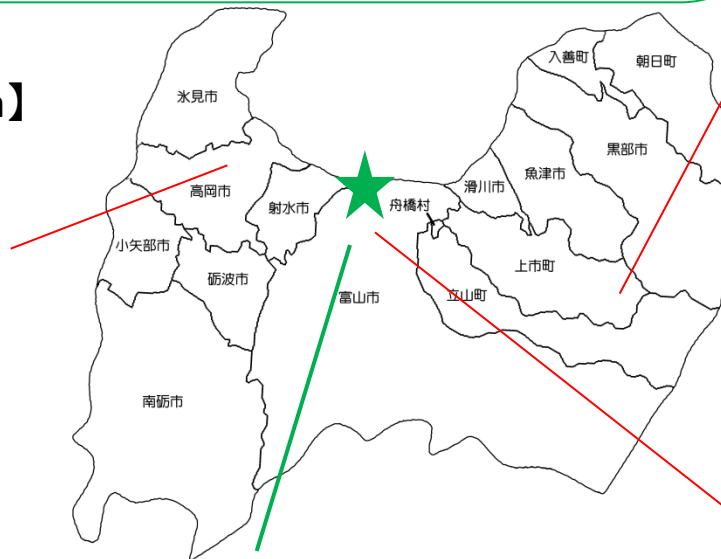 入善町
朝日町
氷見市
】
黒部市
魚津市
高岡市
滑川市
射水市
舟橋村
小矢部市
上市町
砺波市
立山町
富山市
南砺市